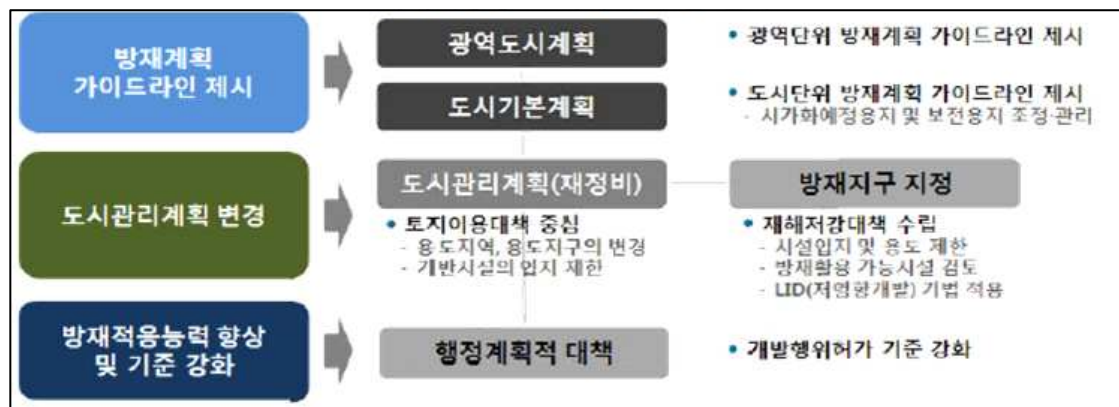 방재계획
가이드라인 제시
광역도시계획
• 광역단위 방재계획 가이드라인 제시
도시기본계획
• 도시단위 방재계획 가이드라인 제시
- 시가화예정용지 및 보전용지 조정·관리
도시관리계획 변경
도시관리계획(재정비)
• 토지이용대책 중심
- 용도지역, 용도지구의 변경
- 기반시설의 입지 제한
방재지구 지정
• 재해저감대책 수립
- 시설입지 및 용도 제한
- 방재활용 가능시설 검토
- LID(저영향개발) 기법 적용
방재적응능력 향상
및 기준 강화
행정계획적 대책
• 개발행위허가 기준 강화